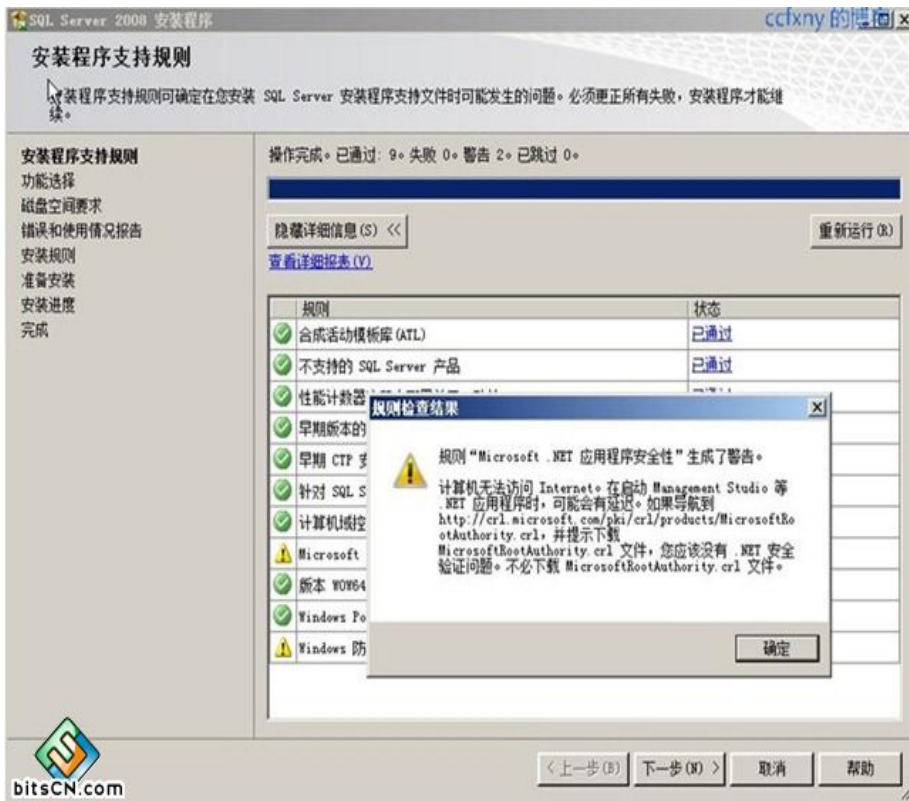 SQL Server 2008 安装程序
ccfxny 的博客
安装程序支持规则
装程序支持规则可确定在您安装 SQL Server 安装程序支持文件时可能发生的问题。必须更正所有失败，安装程序才能继
续。
安装程序支持规则
功能选择
磁盘空间要求
错误和使用情况报告
安装规则
准备安装
安装进度
完成
操作完成。已通过: 9。失败 0。警告 2。已跳过 0。
隐藏详细信息(S) <<
重新运行(R)
查看详细报表(V)
规则
状态
合成活动模板库(ATL)
已通过
不支持的 SQL Server 产品
已通过
性能计数器
早期版本的
早期 CTP 安
针对 SQL S
计算机域控
Microsoft
版本 WOW64
Windows Po
Windows 防
规则检查结果
规则“Microsoft .NET 应用程序安全性”生成了警告。
计算机无法访问 Internet。在启动 Management Studio 等
.NET 应用程序时，可能会有延迟。如果导航到
http://crl.microsoft.com/pki/crl/products/MicrosoftRo
otAuthority.crl，并提示下载
MicrosoftRootAuthority.crl 文件，您应该没有 .NET 安全
验证问题。不必下载 MicrosoftRootAuthority.crl 文件。
确定
<上一步(B)
下一步(N) >
取消
帮助
bitsCN.com